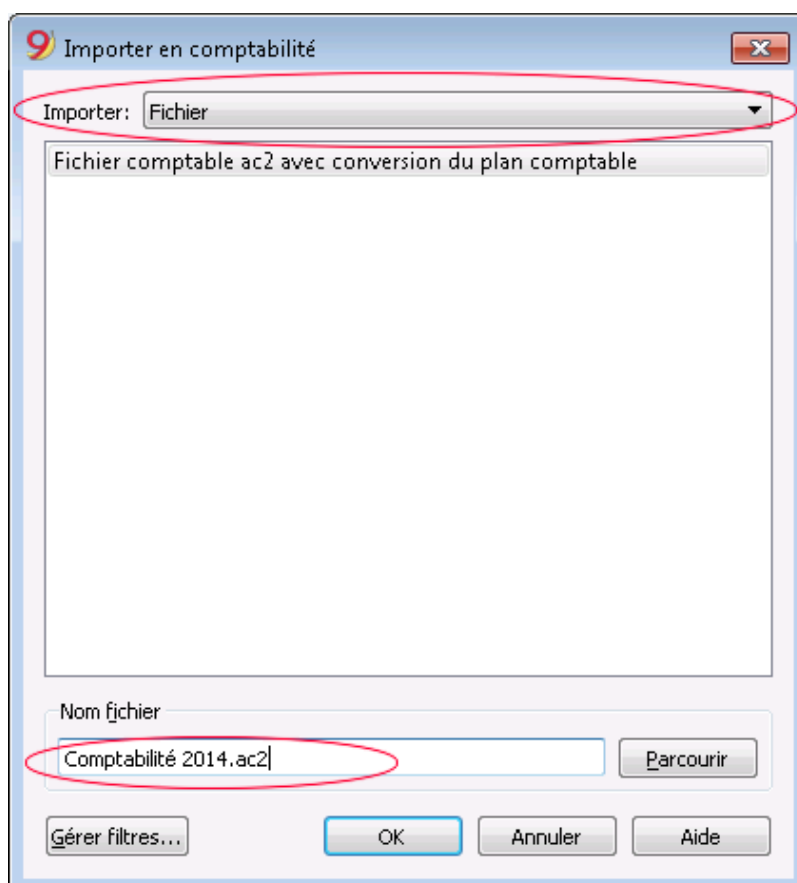 9 Importer en comptabilité
Importer: Fichier
Fichier comptable ac2 avec conversion du plan comptable
Nom fichier
Comptabilité 2014.ac2
Parcourir
Gérer filtres...
OK
Annuler
Aide